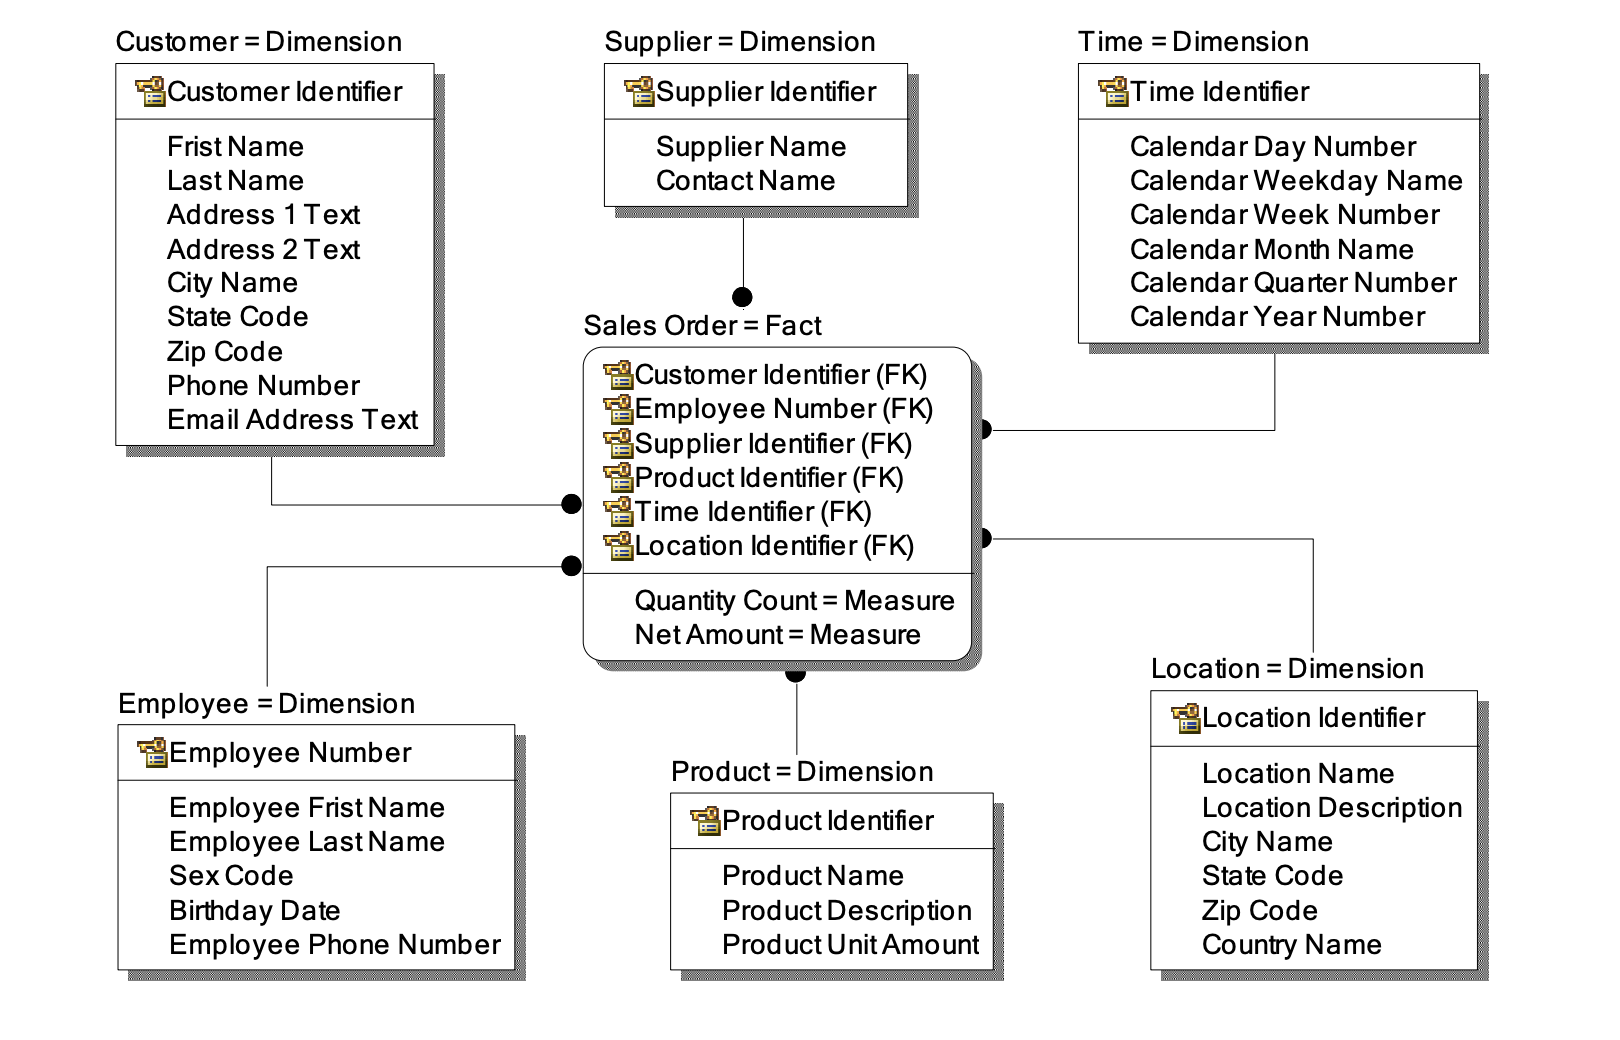 Customer = Dimension
Customer Identifier
Frist Name
Last Name
Address 1 Text
Address 2 Text
City Name
State Code
Zip Code
Phone Number
Email Address Text
Supplier = Dimension
Supplier Identifier
Supplier Name
Contact Name
Time = Dimension
Time Identifier
Calendar Day Number
Calendar Weekday Name
Calendar Week Number
Calendar Month Name
Calendar Quarter Number
Calendar Year Number
Sales Order = Fact
Customer Identifier (FK)
Employee Number (FK)
Supplier Identifier (FK)
Product Identifier (FK)
Time Identifier (FK)
Location Identifier (FK)
Quantity Count = Measure
Net Amount = Measure
Employee = Dimension
Employee Number
Employee Frist Name
Employee Last Name
Sex Code
Birthday Date
Employee Phone Number
Product = Dimension
Product Identifier
Product Name
Product Description
Product Unit Amount
Location = Dimension
Location Identifier
Location Name
Location Description
City Name
State Code
Zip Code
Country Name